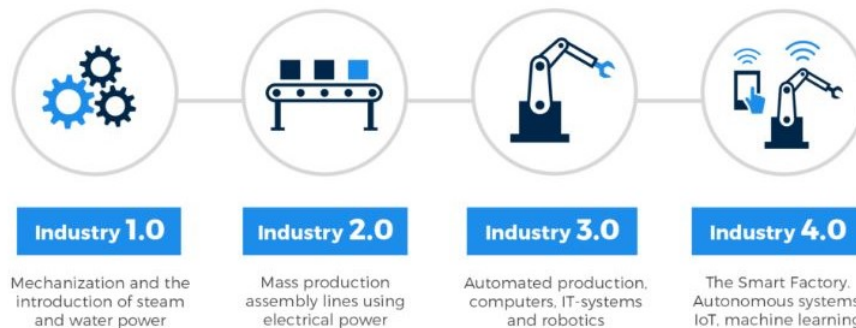 Industry 1.0
Mechanization and the
introduction of steam
and water power
Industry 2.0
Mass production
assembly lines using
electrical power
Industry 3.0
Automated production,
computers, IT-systems
and robotics
Industry 4.0
The Smart Factory.
Autonomous systems
IoT, machine learning